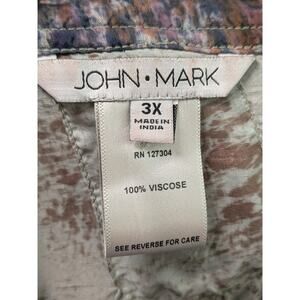 JOHN • MARK
3X
MADE IN
INDIA
RN 127304
100% VISCOSE
SEE REVERSE FOR CARE